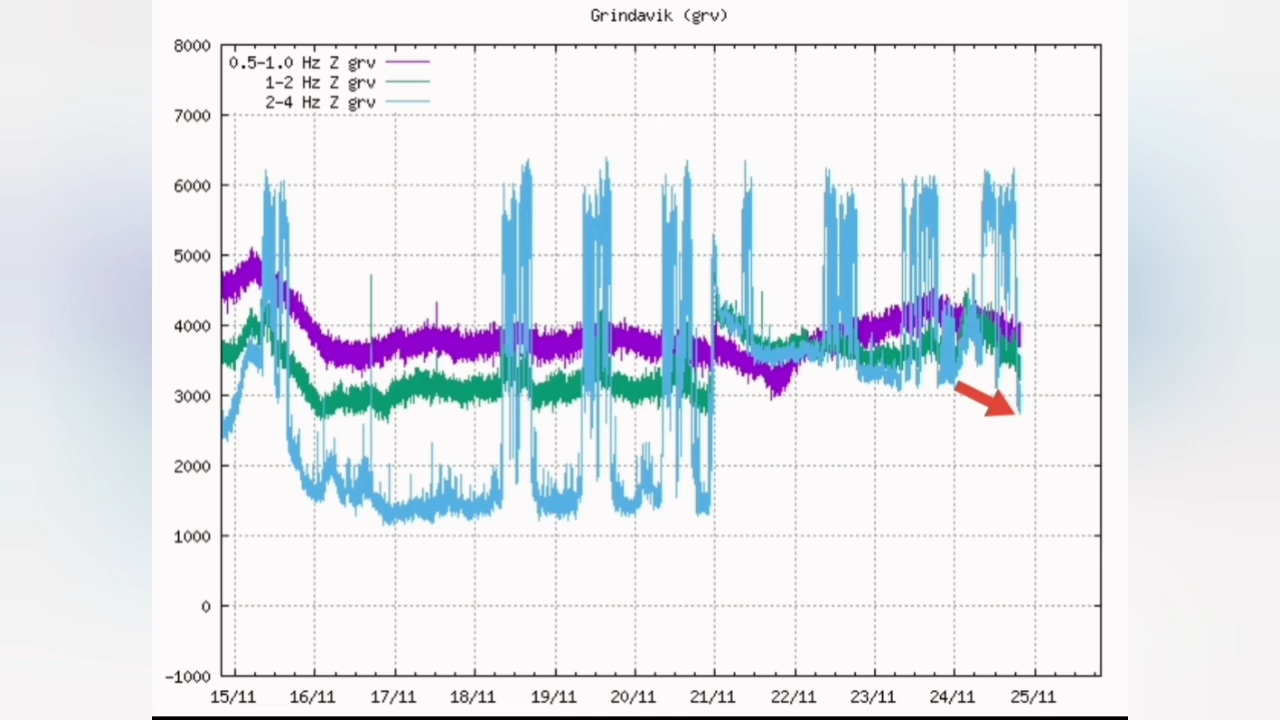 Grindavik (grv)
8000
0.5-1.0 Hz Z grv
1-2 Hz Z grv
2-4 Hz Z grv
7000
6000
5000
4000
3000
2000
1000
0
-1000
15/11 16/11 17/11 18/11 19/11 20/11 21/11 22/11 23/11 24/11 25/11